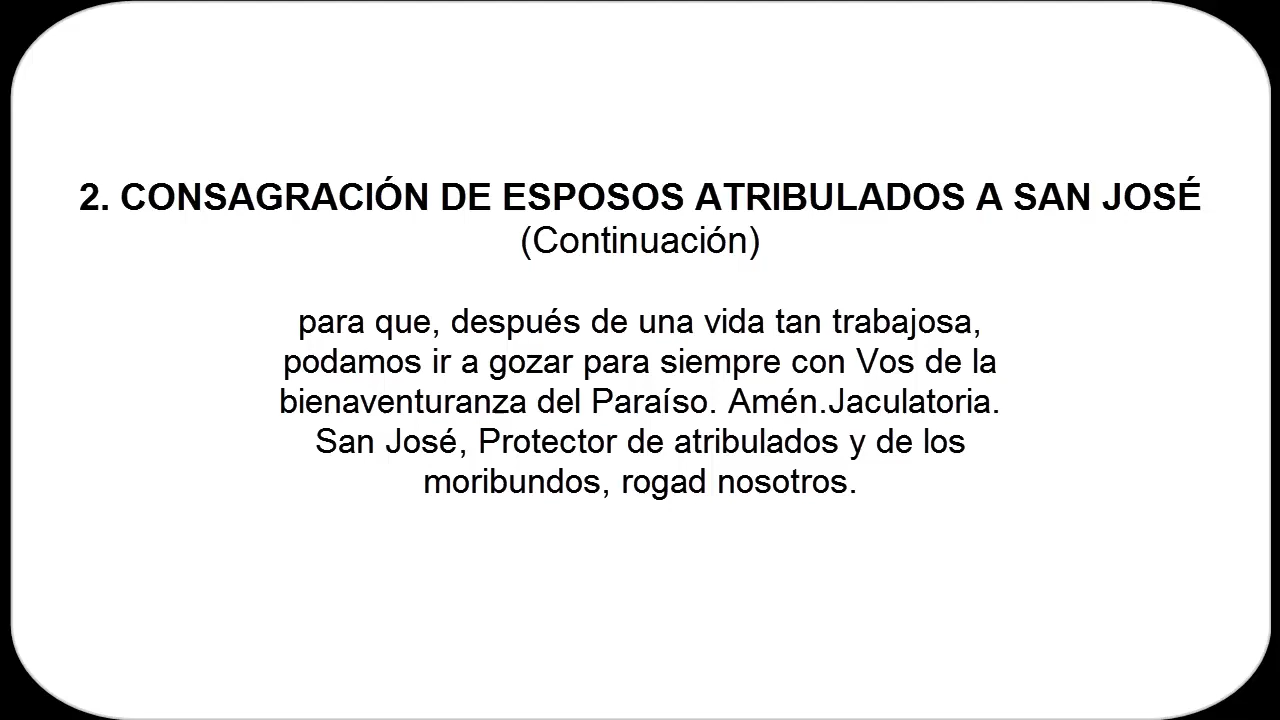 2. CONSAGRACIÓN DE ESPOSOS ATRIBULADOS A SAN JOSÉ
(Continuación)
para que, después de una vida tan trabajosa,
podamos ir a gozar para siempre con Vos de la
bienaventuranza del Paraíso. Amén.Jaculatoria.
San José, Protector de atribulados y de los
moribundos, rogad nosotros.